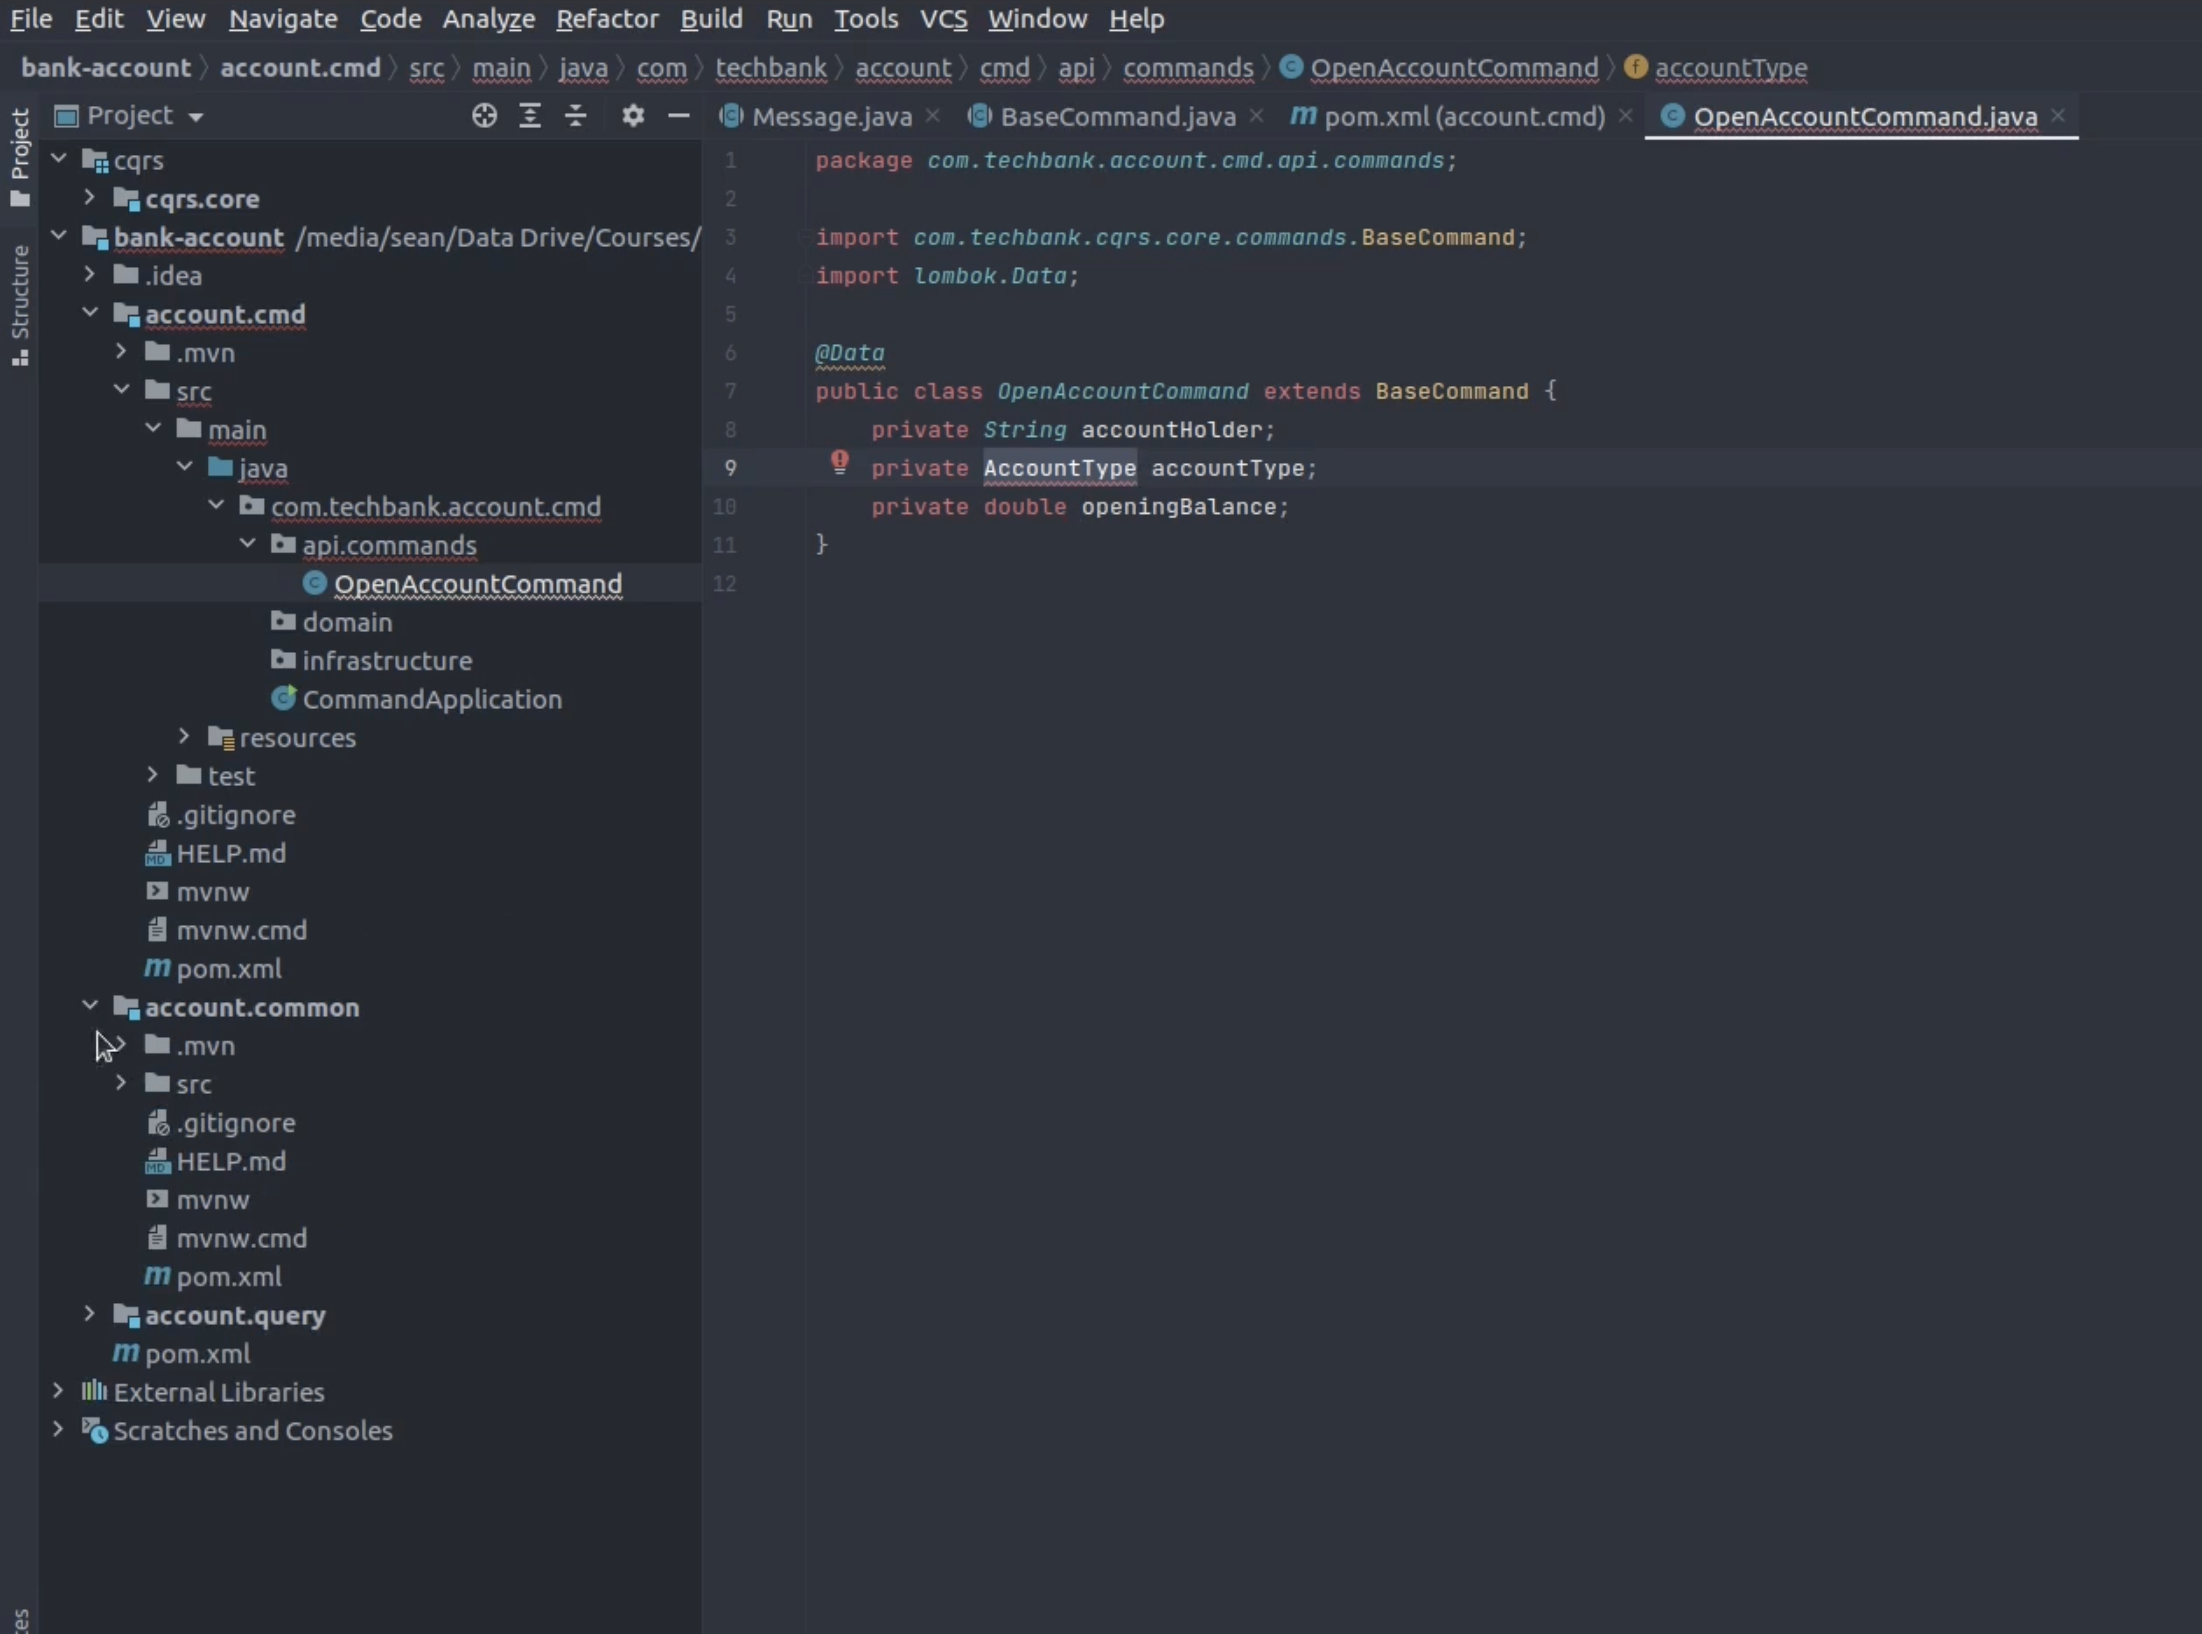 File Edit View Navigate Code Analyze Refactor Build Run Tools VCS Window Help
bank-account account.cmd src main java com techbank account cmd api commands OpenAccountCommand accountType
Project
Message.java BaseCommand.java pom.xml (account.cmd) OpenAccountCommand.java
Project
Structure
cqrs
cqrs.core
bank-account /media/sean/Data Drive/Courses/
.idea
account.cmd
.mvn
src
main
java
com.techbank.account.cmd
api.commands
OpenAccountCommand
domain
infrastructure
CommandApplication
resources
test
.gitignore
HELP.md
mvnw
mvnw.cmd
pom.xml
account.common
.mvn
src
.gitignore
HELP.md
mvnw
mvnw.cmd
pom.xml
account.query
pom.xml
External Libraries
Scratches and Consoles
1 package com.techbank.account.cmd.api.commands;
2
3 import com.techbank.cqrs.core.commands.BaseCommand;
4 import lombok.Data;
5
6 @Data
7 public class OpenAccountCommand extends BaseCommand {
8 private String accountHolder;
9 private AccountType accountType;
10 private double openingBalance;
11 }
12